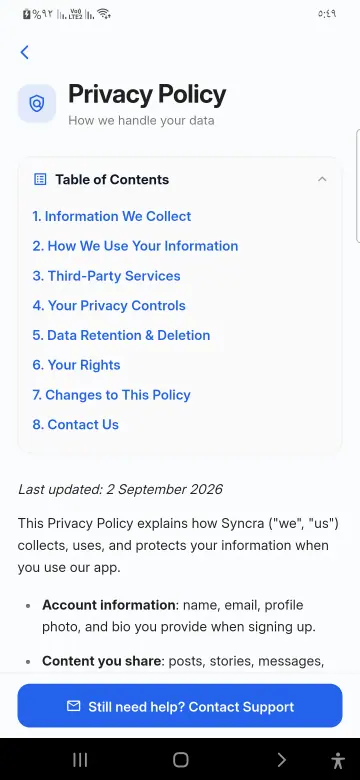 %٩٢ Vo)) LTE2 ٥:٤٩
Privacy Policy
How we handle your data
Table of Contents
1. Information We Collect
2. How We Use Your Information
3. Third-Party Services
4. Your Privacy Controls
5. Data Retention & Deletion
6. Your Rights
7. Changes to This Policy
8. Contact Us
Last updated: 2 September 2026
This Privacy Policy explains how Syncra ("we", "us")
collects, uses, and protects your information when
you use our app.
• Account information: name, email, profile
photo, and bio you provide when signing up.
• Content you share: posts, stories, messages,
Still need help? Contact Support